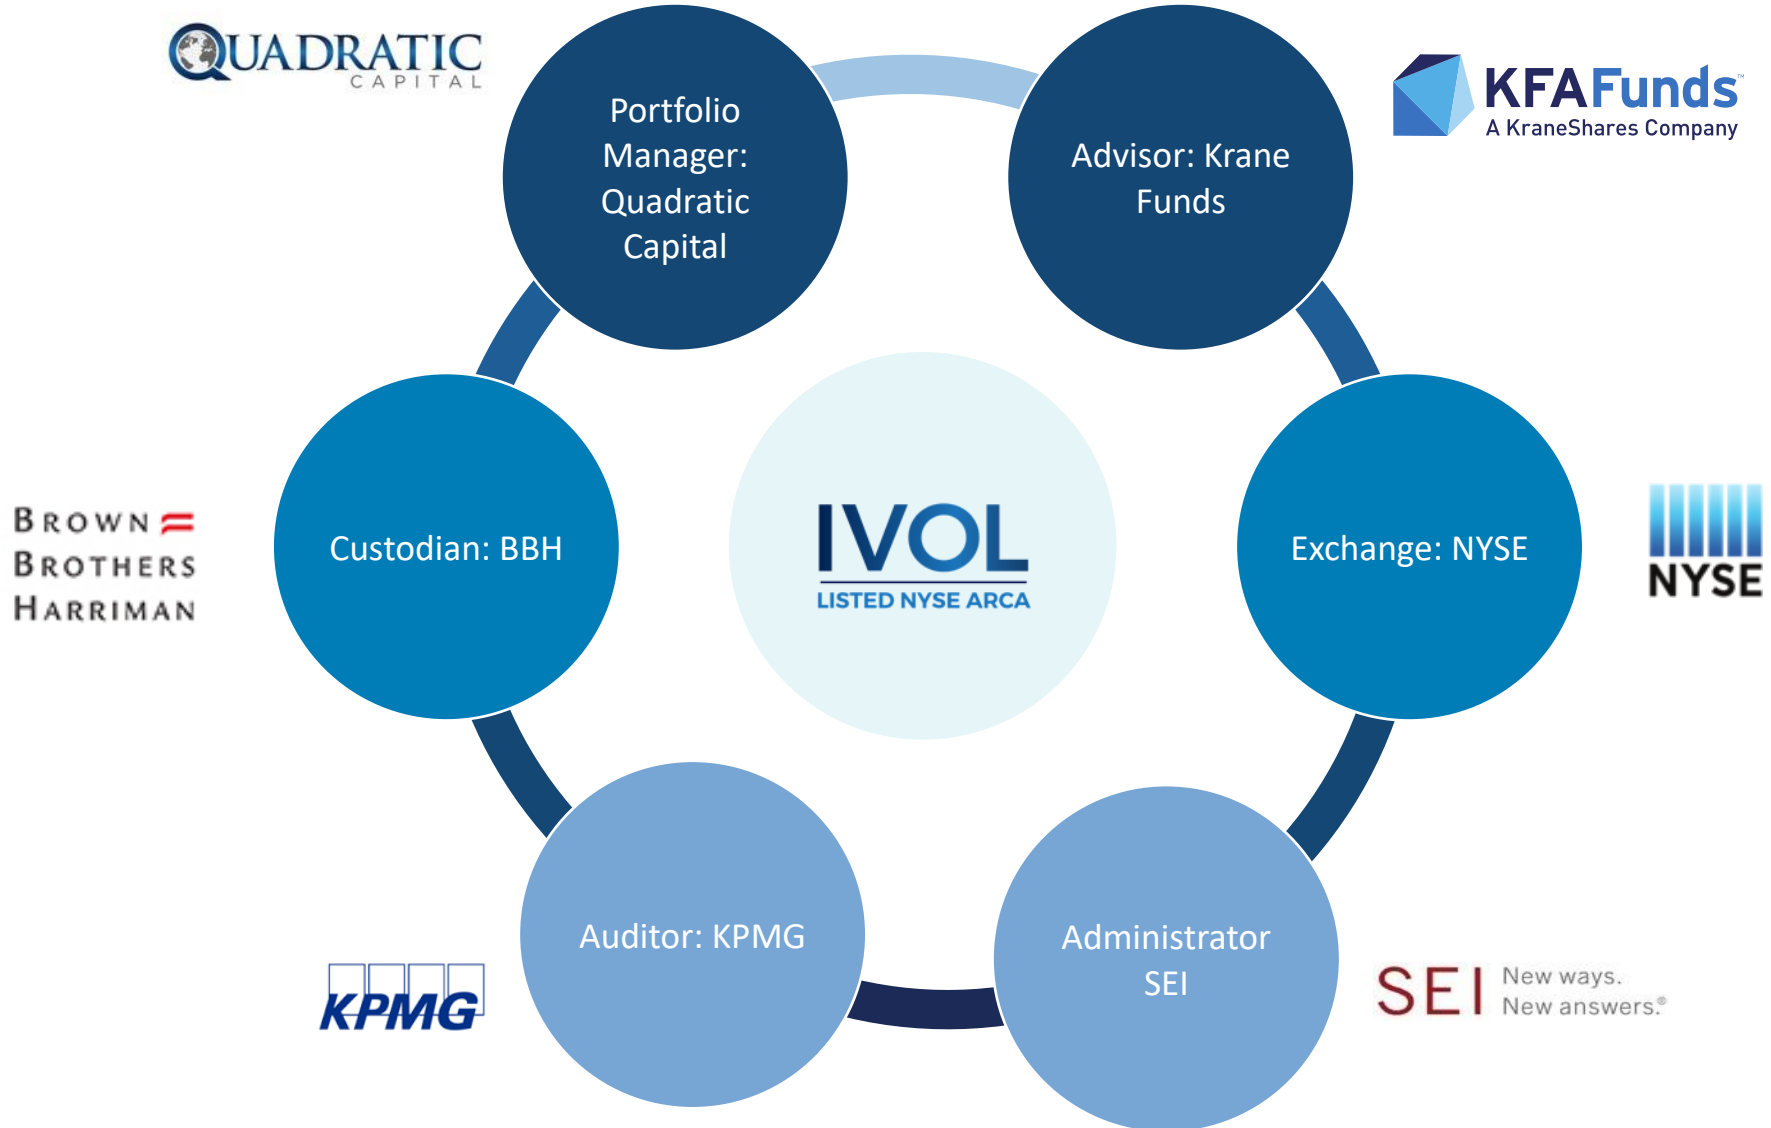 QUADRATIC
CAPITAL
Portfolio
Manager:
Quadratic
Capital
Advisor: Krane
Funds
KFAFunds™
A KraneShares Company
BROWN
BROTHERS
HARRIMAN
Custodian: BBH
IVOL
LISTED NYSE ARCA
Exchange: NYSE
NYSE
KPMG
Auditor: KPMG
Administrator
SEI
SEI
New ways.
New answers.®